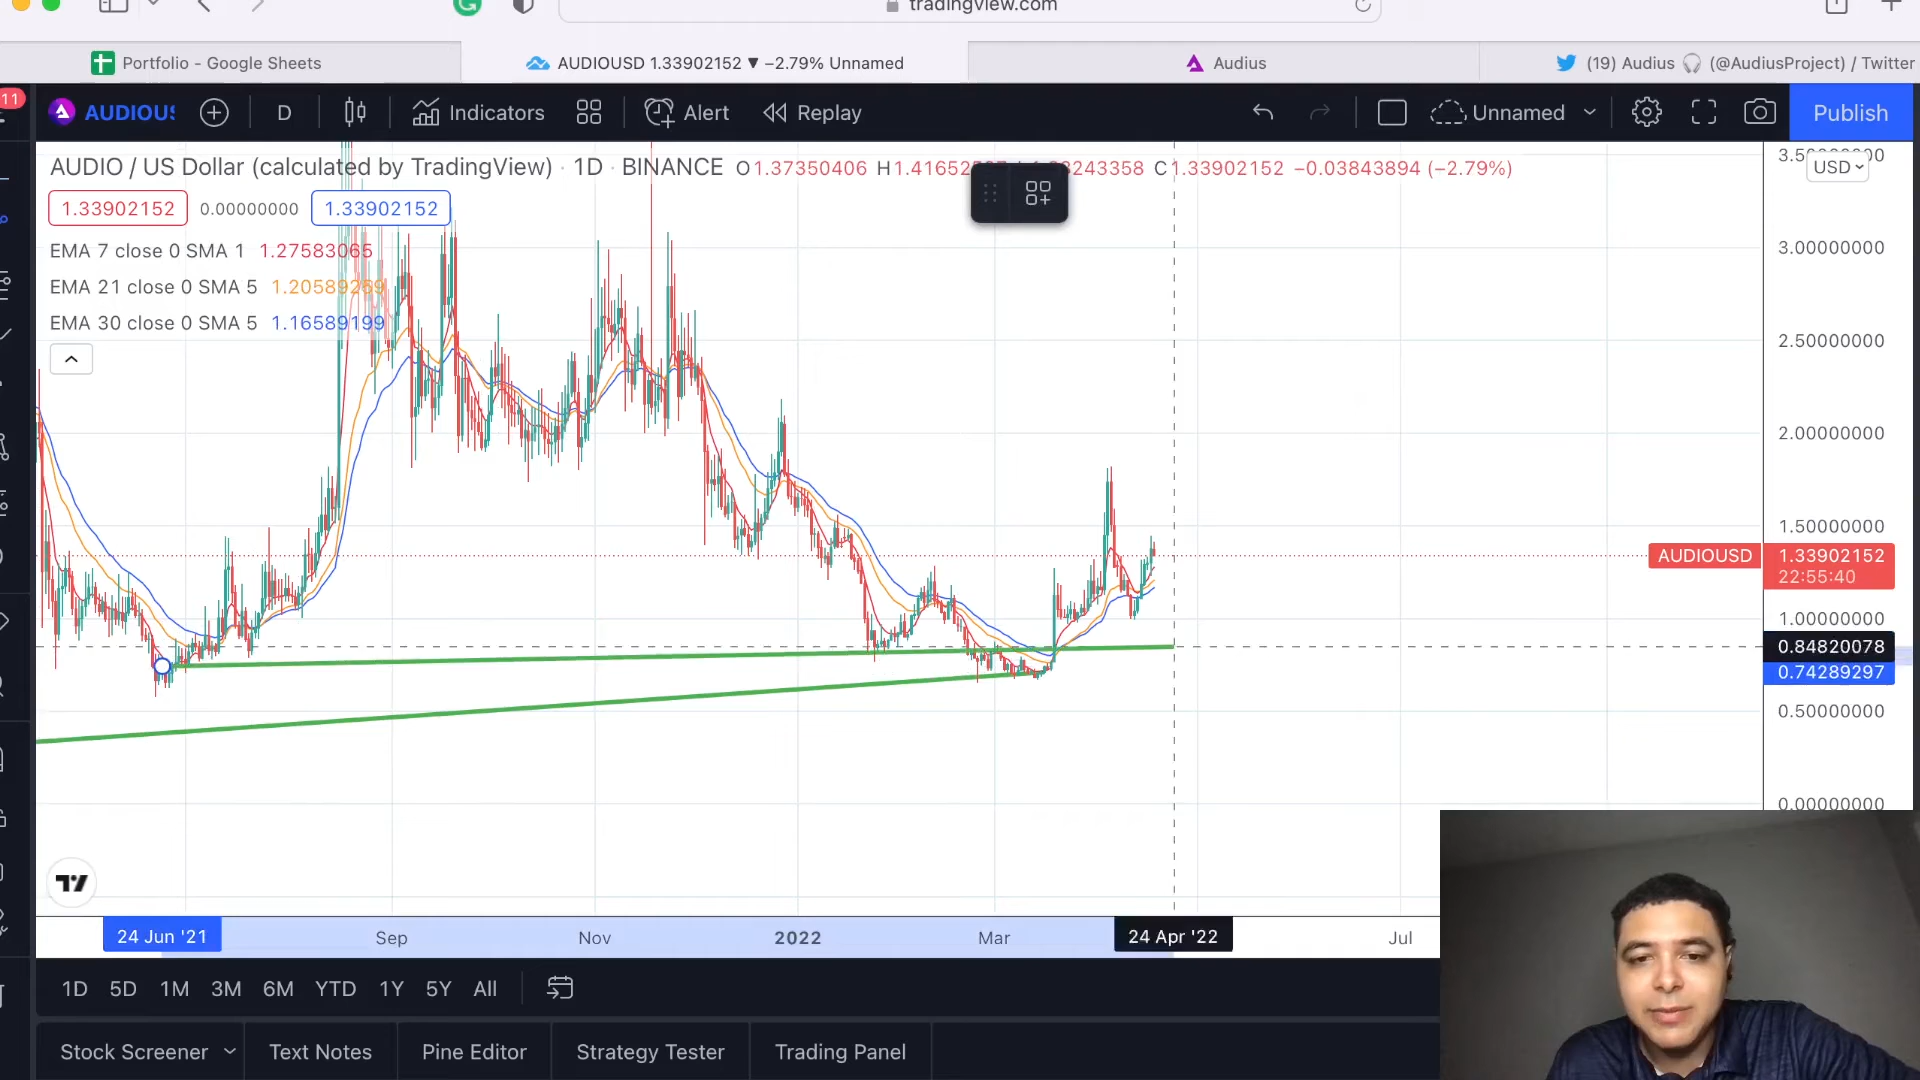 tradingview.com
Portfolio - Google Sheets
AUDIOUSD 1.33902152 ▼ −2.79% Unnamed
Audius
(19) Audius 🎧 (@AudiusProject) / Twitter
11
D
Indicators
Alert
Replay
Unnamed
Publish
AUDIO / US Dollar (calculated by TradingView) · 1D · BINANCE O1.37350406 C1.33902152 −0.03843894 (−2.79%)
USD
1.33902152 0.00000000 1.33902152
EMA 7 close 0 SMA 1 1.27583065
EMA 21 close 0 SMA 5 1.20589259
EMA 30 close 0 SMA 5 1.16589199
3.00000000
2.50000000
2.00000000
1.50000000
AUDIOUSD 1.33902152
22:55:40
1.00000000
0.84820078
0.74289297
0.50000000
0.00000000
24 Jun '21 Sep Nov 2022 Mar 24 Apr '22 Jul
1D 5D 1M 3M 6M YTD 1Y 5Y All
Stock Screener Text Notes Pine Editor Strategy Tester Trading Panel